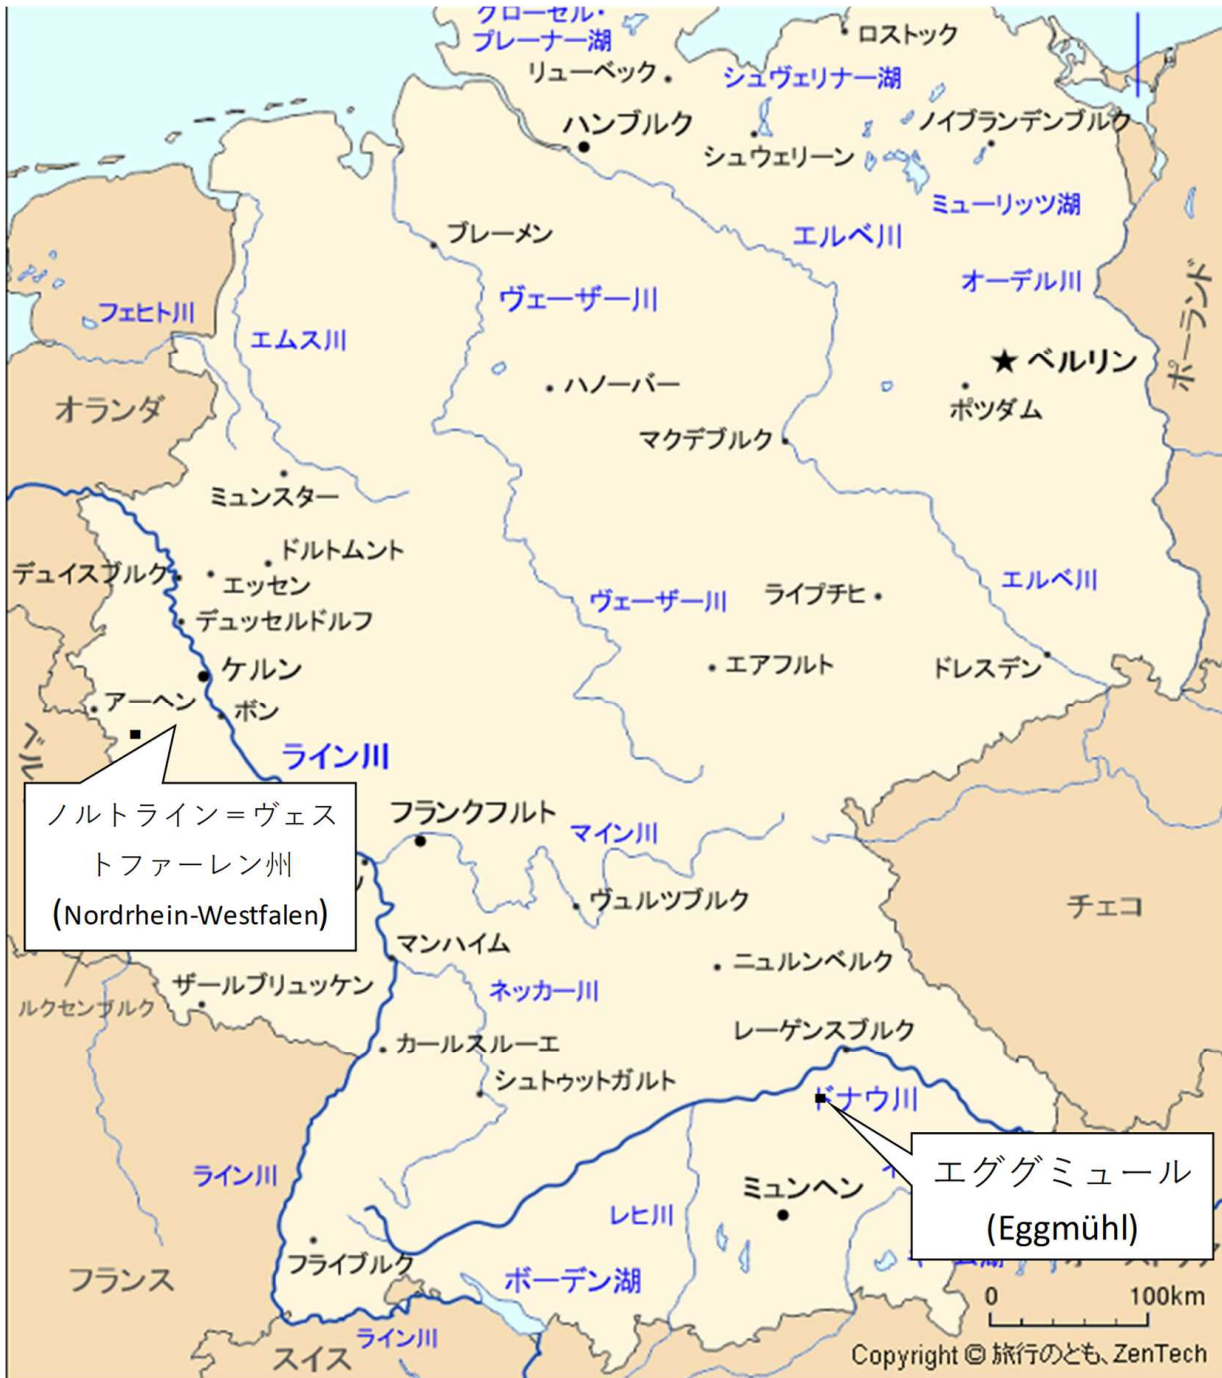 グローセル・
プレーナー湖
ロストック
リューベック
シュヴェリナー湖
ハンブルク
ノイブランデンブルク
シュウェリーン
ミューリッツ湖
ブレーメン
エルベ川
オーデル川
ポーランド
フェヒト川
エムス川
ヴェーザー川
★ ベルリン
オランダ
ハノーバー
ポツダム
マクデブルク
ミュンスター
ドルトムント
デュイスブルク
エッセン
ヴェーザー川
ライプチヒ
エルベ川
デュッセルドルフ
ケルン
エアフルト
ドレスデン
アーヘン
ボン
ベル
ライン川
ノルトライン＝ヴェス
トファーレン州
(Nordrhein-Westfalen)
フランクフルト
マイン川
ヴュルツブルク
チェコ
マンハイム
ザールブリュッケン
ネッカー川
ニュルンベルク
ルクセンブルク
カールスルーエ
レーゲンスブルク
シュトゥットガルト
ドナウ川
エググミュール
(Eggmühl)
ライン川
レヒ川
ミュンヘン
フランス
フライブルク
ボーデン湖
ライン川
スイス
0 100km
Copyright © 旅行のとも、ZenTech